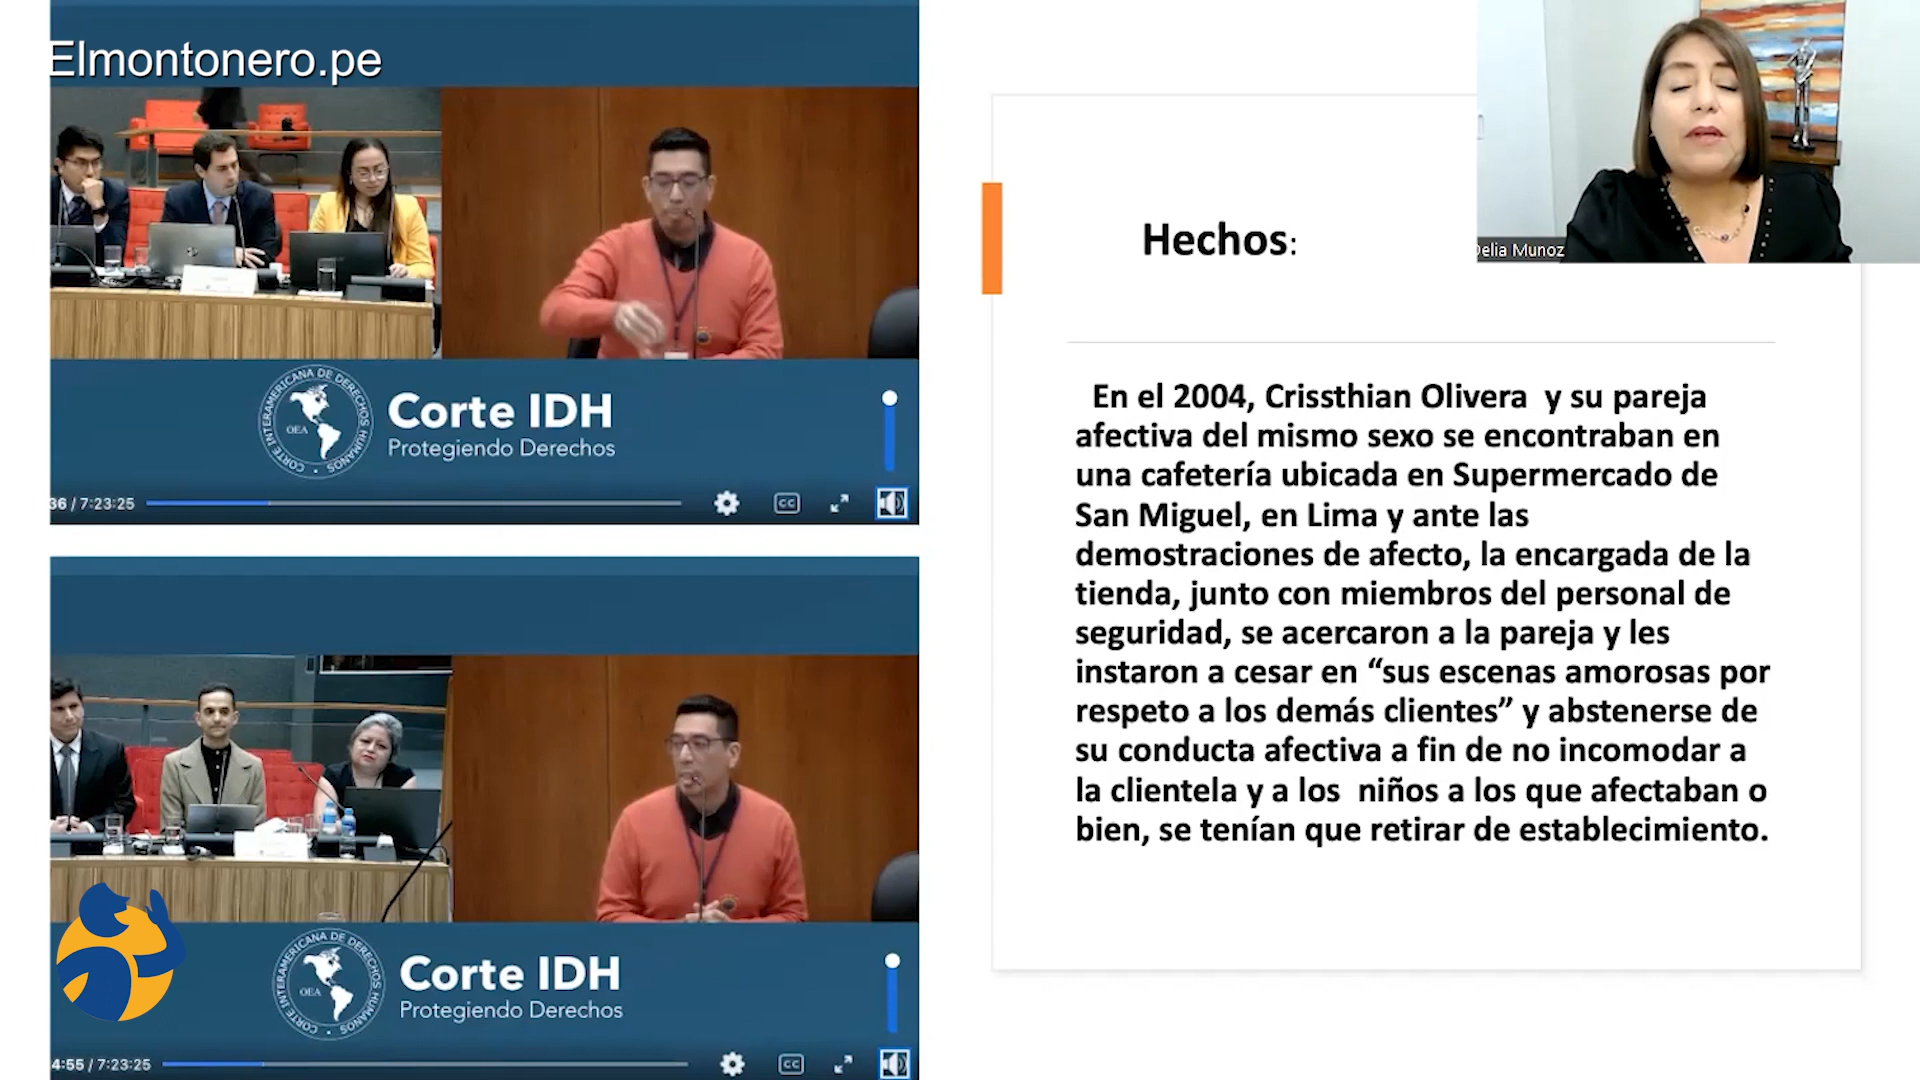 Elmontonero.pe
CORTE INTERAMERICANA DE DERECHOS HUMANOS
OEA
Corte IDH
Protegiendo Derechos
36 / 7:23:25
CC
CORTE INTERAMERICANA DE DERECHOS HUMANOS
OEA
Corte IDH
Protegiendo Derechos
4:55 / 7:23:25
CC
Delia Munoz
Hechos:
En el 2004, Crissthian Olivera y su pareja
afectiva del mismo sexo se encontraban en
una cafetería ubicada en Supermercado de
San Miguel, en Lima y ante las
demostraciones de afecto, la encargada de la
tienda, junto con miembros del personal de
seguridad, se acercaron a la pareja y les
instaron a cesar en “sus escenas amorosas por
respeto a los demás clientes” y abstenerse de
su conducta afectiva a fin de no incomodar a
la clientela y a los niños a los que afectaban o
bien, se tenían que retirar de establecimiento.